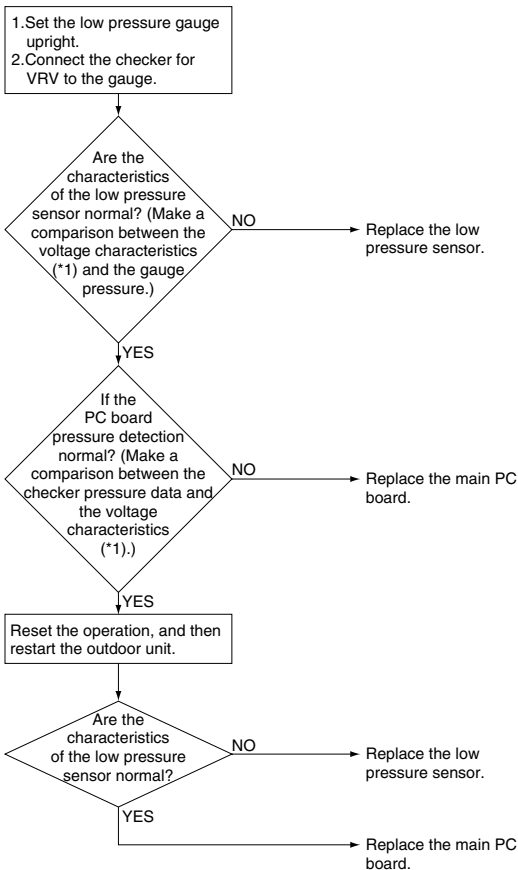 1.Set the low pressure gauge
upright.
2.Connect the checker for
VRV to the gauge.
Are the
characteristics
of the low pressure
sensor normal? (Make a
comparison between the
voltage characteristics
(*1) and the gauge
pressure.)
NO
Replace the low
pressure sensor.
YES
If the
PC board
pressure detection
normal? (Make a
comparison between the
checker pressure data and
the voltage
characteristics
(*1).)
NO
Replace the main PC
board.
YES
Reset the operation, and then
restart the outdoor unit.
Are the
characteristics
of the low pressure
sensor normal?
NO
Replace the low
pressure sensor.
YES
Replace the main PC
board.